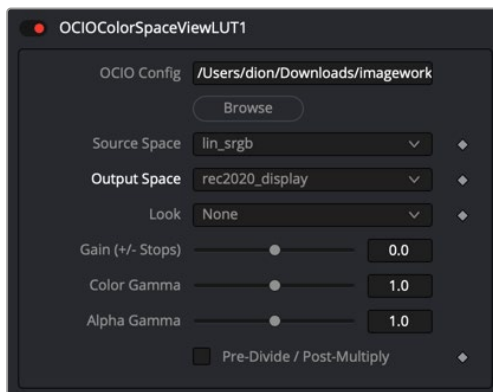 OCIOColorSpaceViewLUT1
OCIO Config /Users/dion/Downloads/imagework
Browse
Source Space lin_srgb
Output Space rec2020_display
Look None
Gain (+/- Stops) 0.0
Color Gamma 1.0
Alpha Gamma 1.0
Pre-Divide / Post-Multiply